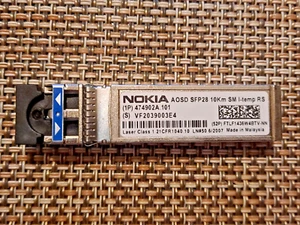 NOKIA AOSD SFP28 10Km SM I-temp RS
(1P) 474902A.101
(S) VF2039003E4
(52P) FTLF1436W4BTV-NN
Laser Class 1 21CFR1040.10 LN#50 6/2007 Made in Malaysia